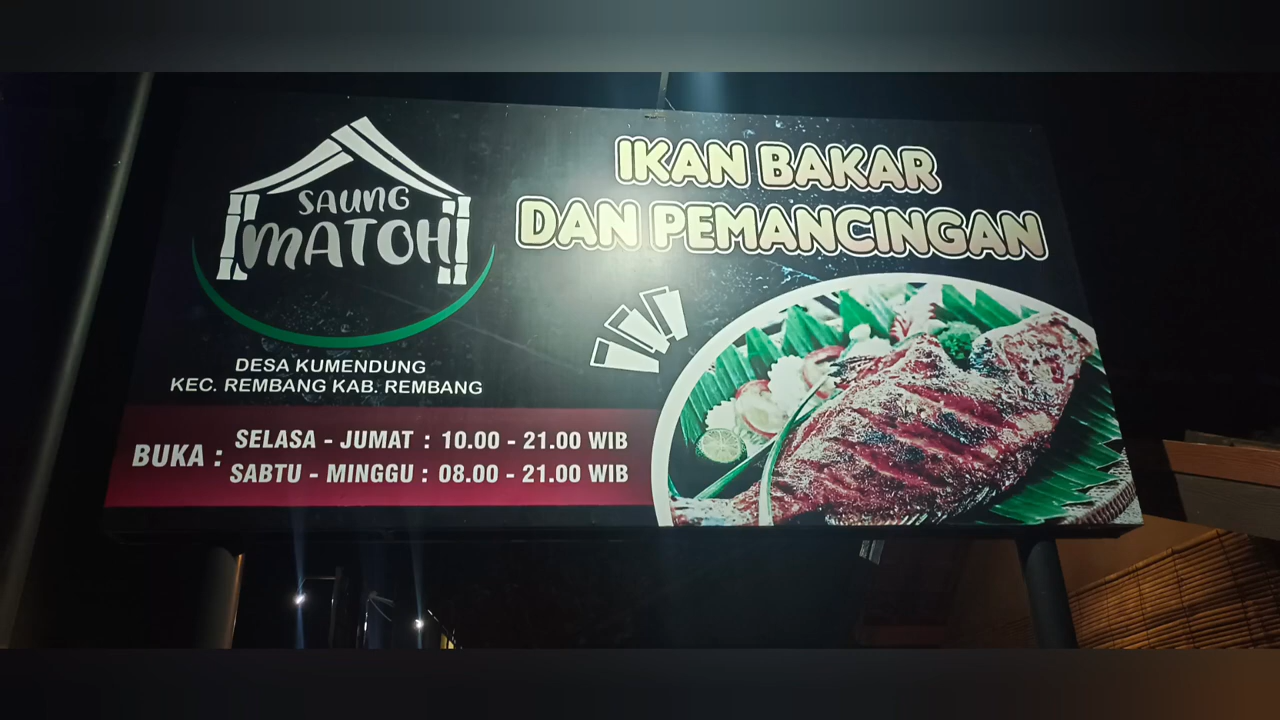 SAUNG
MATOH
DESA KUMENDUNG
KEC. REMBANG KAB. REMBANG
IKAN BAKAR
DAN PEMANCINGAN
BUKA :
SELASA - JUMAT : 10.00 - 21.00 WIB
SABTU - MINGGU : 08.00 - 21.00 WIB